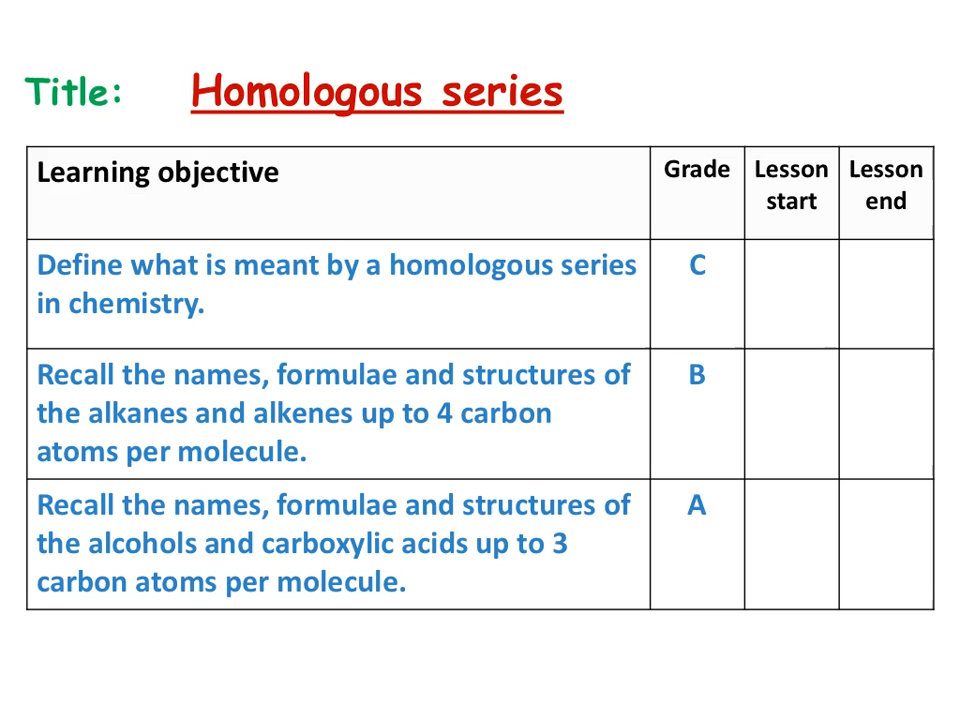 Title: Homologous series
Learning objective Grade Lesson start Lesson end
Define what is meant by a homologous series C
in chemistry.
Recall the names, formulae and structures of B
the alkanes and alkenes up to 4 carbon
atoms per molecule.
Recall the names, formulae and structures of A
the alcohols and carboxylic acids up to 3
carbon atoms per molecule.